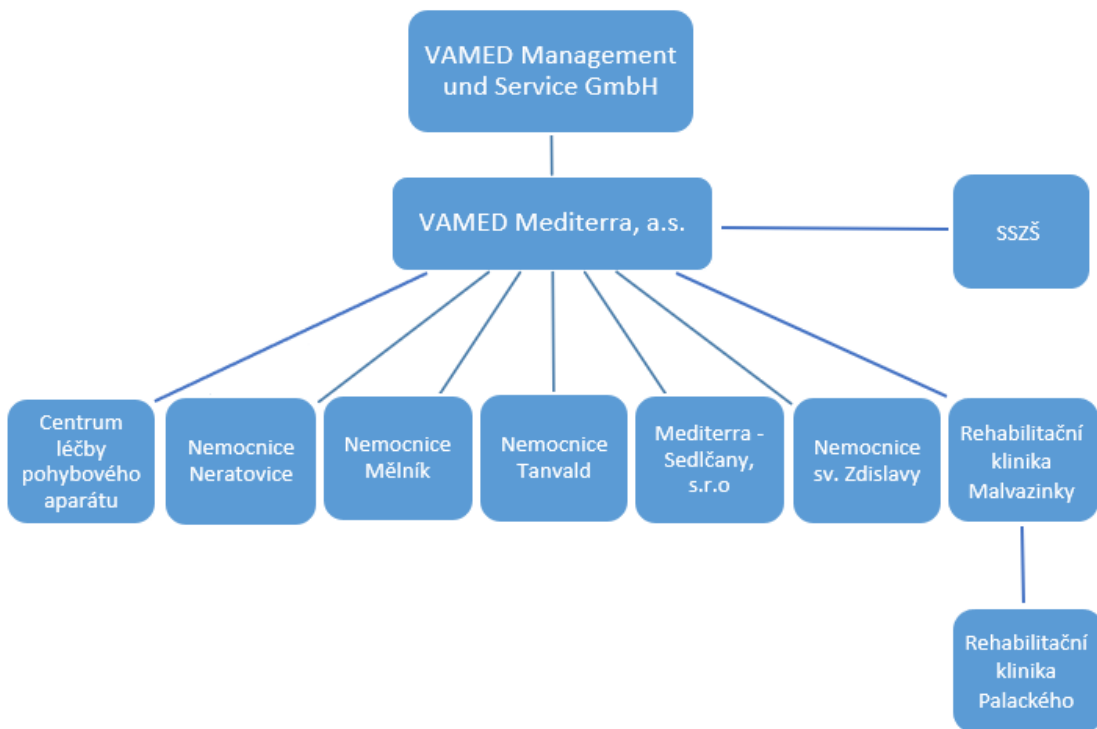 VAMED Management
und Service GmbH
VAMED Mediterra, a.s.
SSZŠ
Centrum
léčby
pohybového
aparátu
Nemocnice
Neratovice
Nemocnice
Mělník
Nemocnice
Tanvald
Mediterra -
Sedlčany,
s.r.o
Nemocnice
sv. Zdislavy
Rehabilitační
klinika
Malvazinky
Rehabilitační
klinika
Palackého